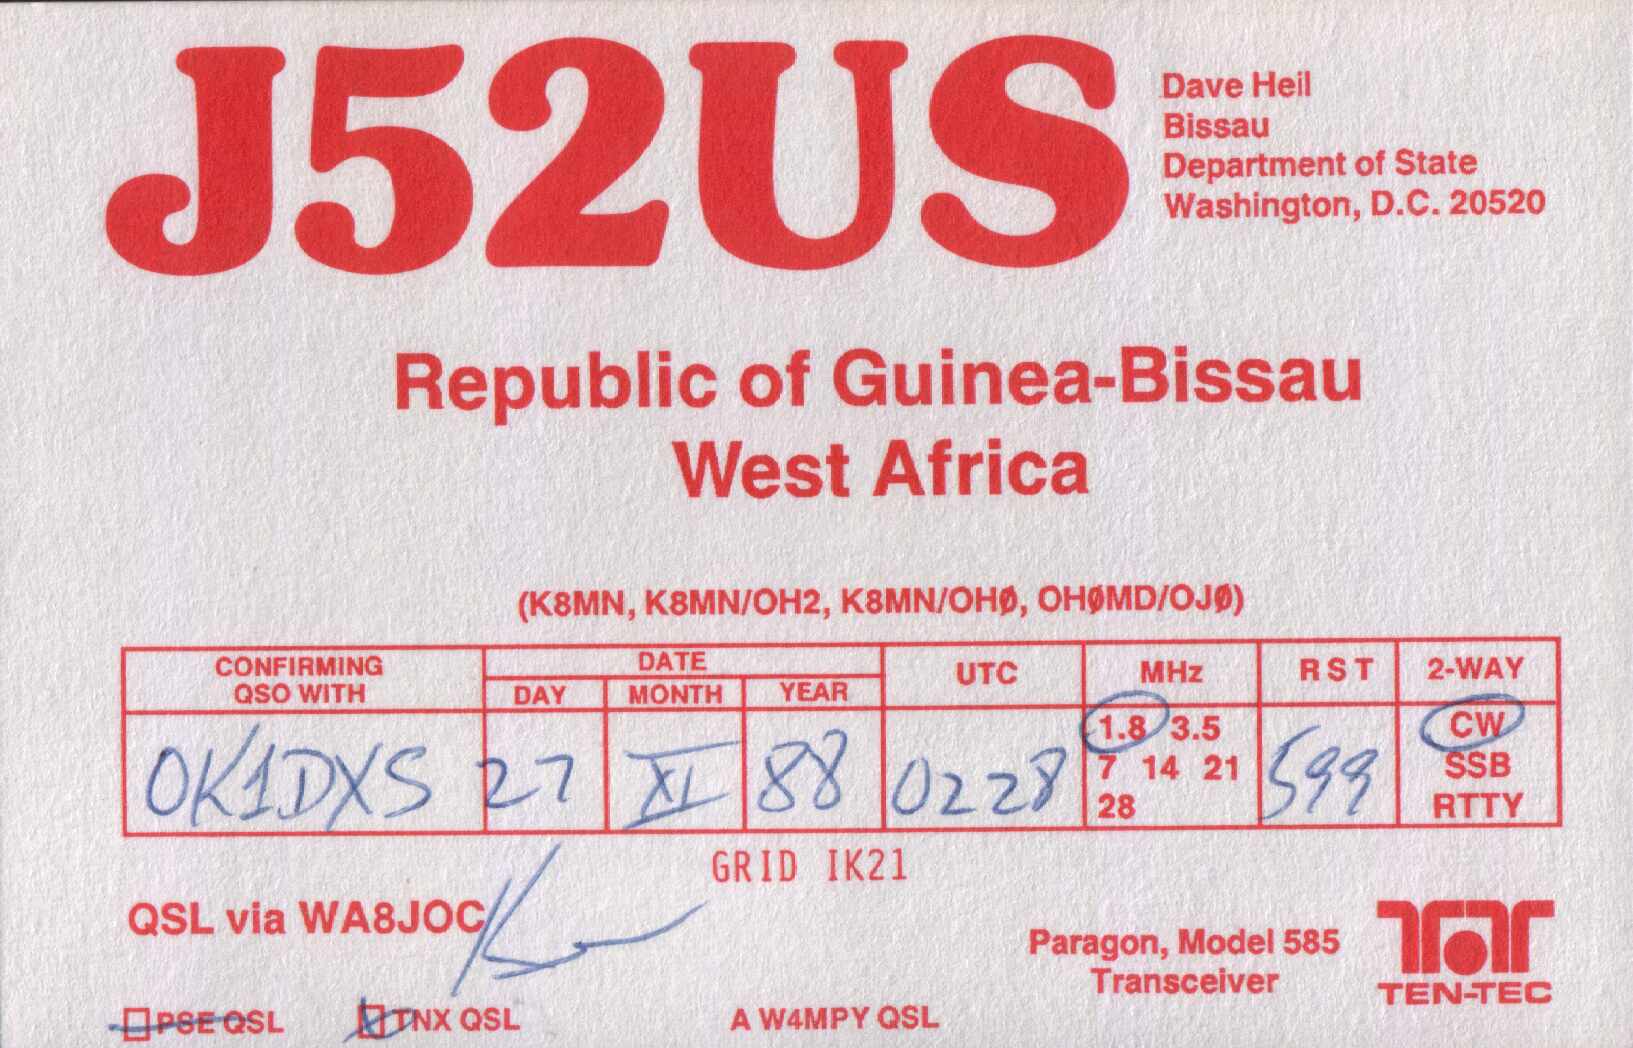 J52US
Dave Heil
Bissau
Department of State
Washington, D.C. 20520
Republic of Guinea-Bissau
West Africa
(K8MN, K8MN/OH2, K8MN/OHØ, OHØMD/OJØ)
CONFIRMING QSO WITH DATE DAY MONTH YEAR UTC MHz RST 2-WAY
OK1DXS 27 XI 88 0228 1.8 3.5 7 14 21 28 599 CW SSB RTTY
GRID IK21
QSL via WA8JOC
Paragon, Model 585
Transceiver
TEN-TEC
PSE QSL TNX QSL A W4MPY QSL